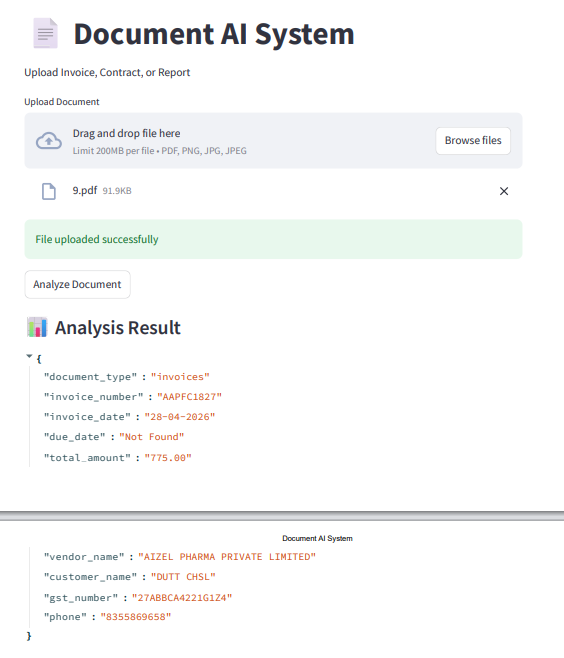 Document AI System
Upload Invoice, Contract, or Report
Upload Document
Drag and drop file here
Limit 200MB per file • PDF, PNG, JPG, JPEG
Browse files
9.pdf 91.9KB
File uploaded successfully
Analyze Document
Analysis Result
{
"document_type" : "invoices"
"invoice_number" : "AAPFC1827"
"invoice_date" : "28-04-2026"
"due_date" : "Not Found"
"total_amount" : "775.00"
Document AI System
"vendor_name" : "AIZEL PHARMA PRIVATE LIMITED"
"customer_name" : "DUTT CHSL"
"gst_number" : "27ABBCA4221G1Z4"
"phone" : "8355869658"
}